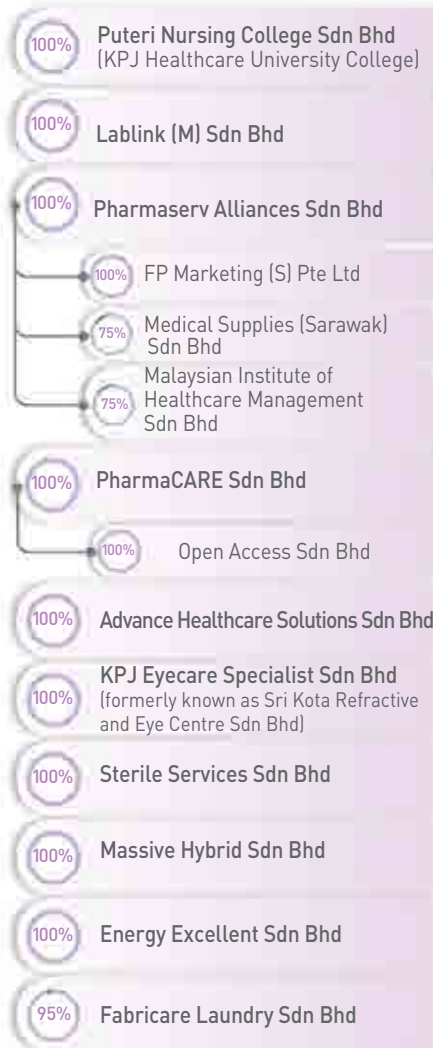 100% Puteri Nursing College Sdn Bhd
(KPJ Healthcare University College)
100% Lablink (M) Sdn Bhd
100% Pharmaserv Alliances Sdn Bhd
100% FP Marketing (S) Pte Ltd
75% Medical Supplies (Sarawak)
Sdn Bhd
Malaysian Institute of
75% Healthcare Management
Sdn Bhd
100% PharmaCARE Sdn Bhd
100% Open Access Sdn Bhd
100% Advance Healthcare Solutions Sdn Bhd
KPJ Eyecare Specialist Sdn Bhd
100% (formerly known as Sri Kota Refractive
and Eye Centre Sdn Bhd)
100% Sterile Services Sdn Bhd
100% Massive Hybrid Sdn Bhd
100% Energy Excellent Sdn Bhd
95% Fabricare Laundry Sdn Bhd